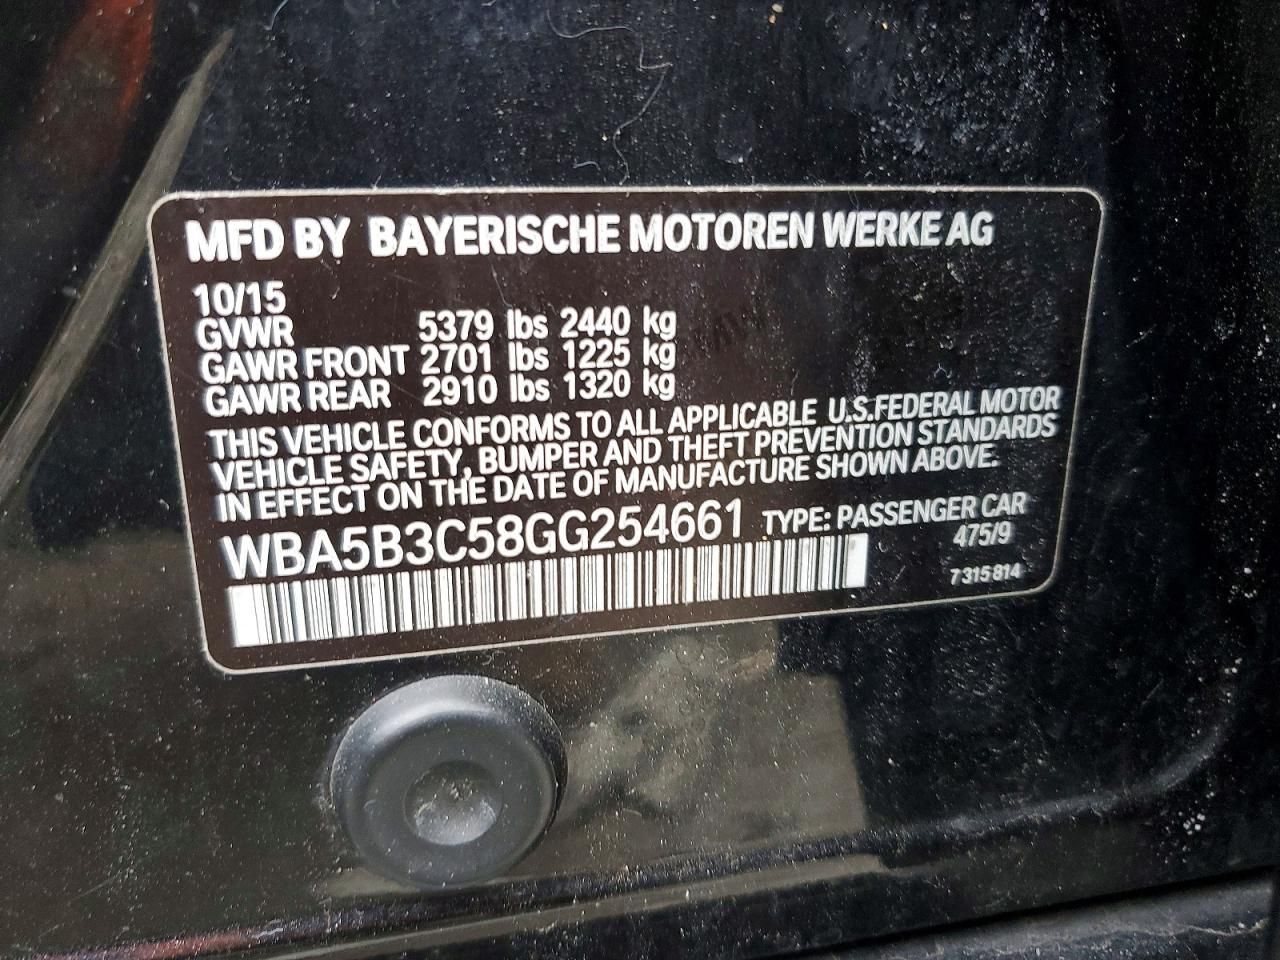 MFD BY BAYERISCHE MOTOREN WERKE AG
10/15
GVWR 5379 lbs 2440 kg
GAWR FRONT 2701 lbs 1225 kg
GAWR REAR 2910 lbs 1320 kg
THIS VEHICLE CONFORMS TO ALL APPLICABLE U.S.FEDERAL MOTOR
VEHICLE SAFETY, BUMPER AND THEFT PREVENTION STANDARDS
IN EFFECT ON THE DATE OF MANUFACTURE SHOWN ABOVE.
WBA5B3C58GG254661 TYPE: PASSENGER CAR
475/9
7 315 814